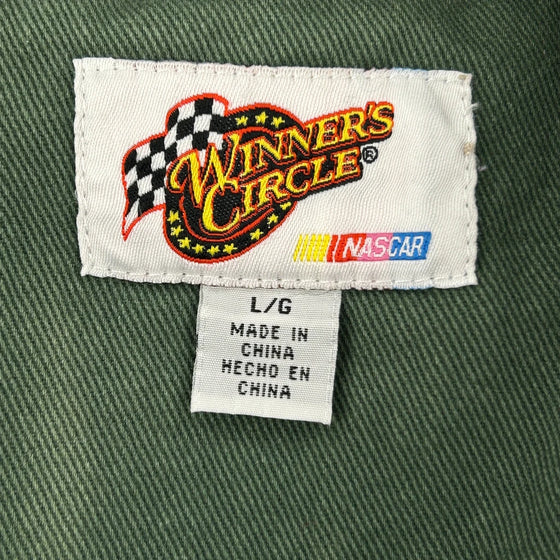 WINNER'S
CIRCLE®
NASCAR
L/G
MADE IN
CHINA
HECHO EN
CHINA